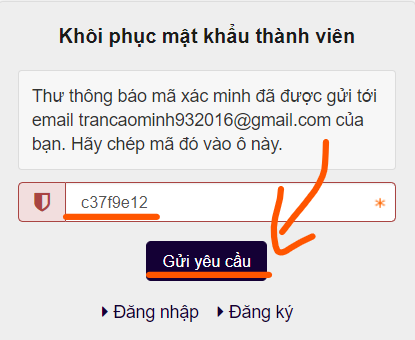 Khôi phục mật khẩu thành viên
Thư thông báo mã xác minh đã được gửi tới
email trancaominh932016@gmail.com của
bạn. Hãy chép mã đó vào ô này.
c37f9e12 *
Gửi yêu cầu
Đăng nhập Đăng ký